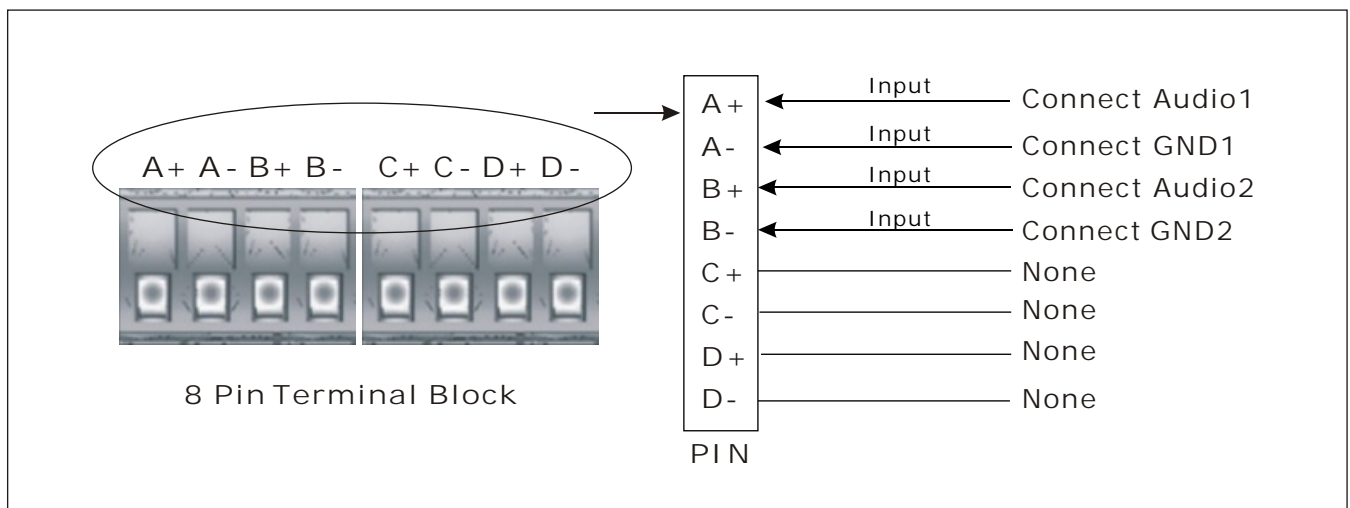 A+ A- B+ B- C+ C- D+ D-
8 Pin Terminal Block
A+ Input Connect Audio1
A- Input Connect GND1
B+ Input Connect Audio2
B- Input Connect GND2
C+ None
C- None
D+ None
D- None
PIN